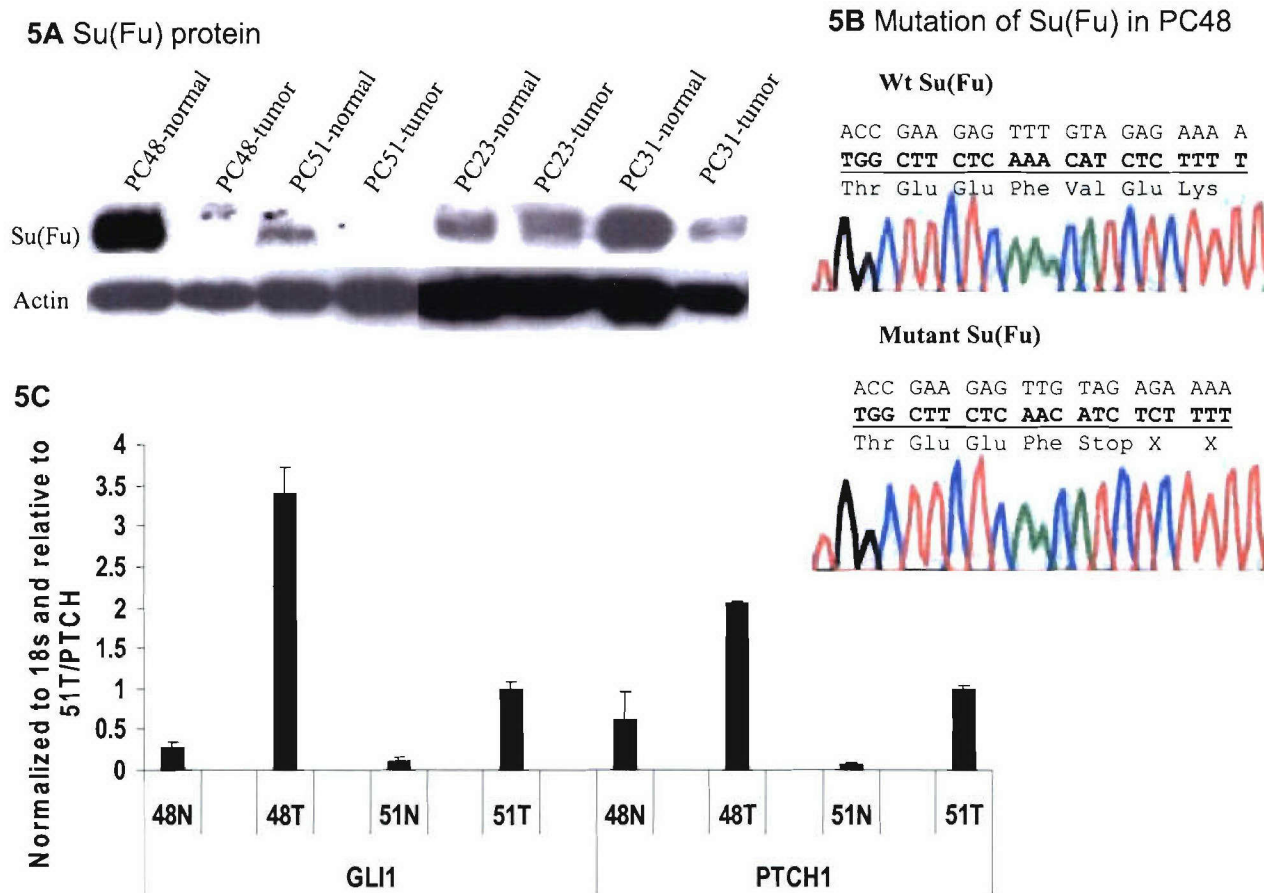 5A Su(Fu) protein
PC48-normal
PC48-tumor
PC51-normal
PC51-tumor
PC23-normal
PC23-tumor
PC31-normal
PC31-tumor
Su(Fu)
Actin
5B Mutation of Su(Fu) in PC48
Wt Su(Fu)
ACC GAA GAG TTT GTA GAG AAA A
TGG CTT CTC AAA CAT CTC TTT T
Thr Glu Glu Phe Val Glu Lys
Mutant Su(Fu)
ACC GAA GAG TTG TAG AGA AAA
TGG CTT CTC AAC ATC TCT TTT
Thr Glu Glu Phe Stop X X
5C
Normalized to 18s and relative to
51T/PTCH
4
3.5
3
2.5
2
1.5
1
0.5
0
48N 48T 51N 51T 48N 48T 51N 51T
GLI1 PTCH1